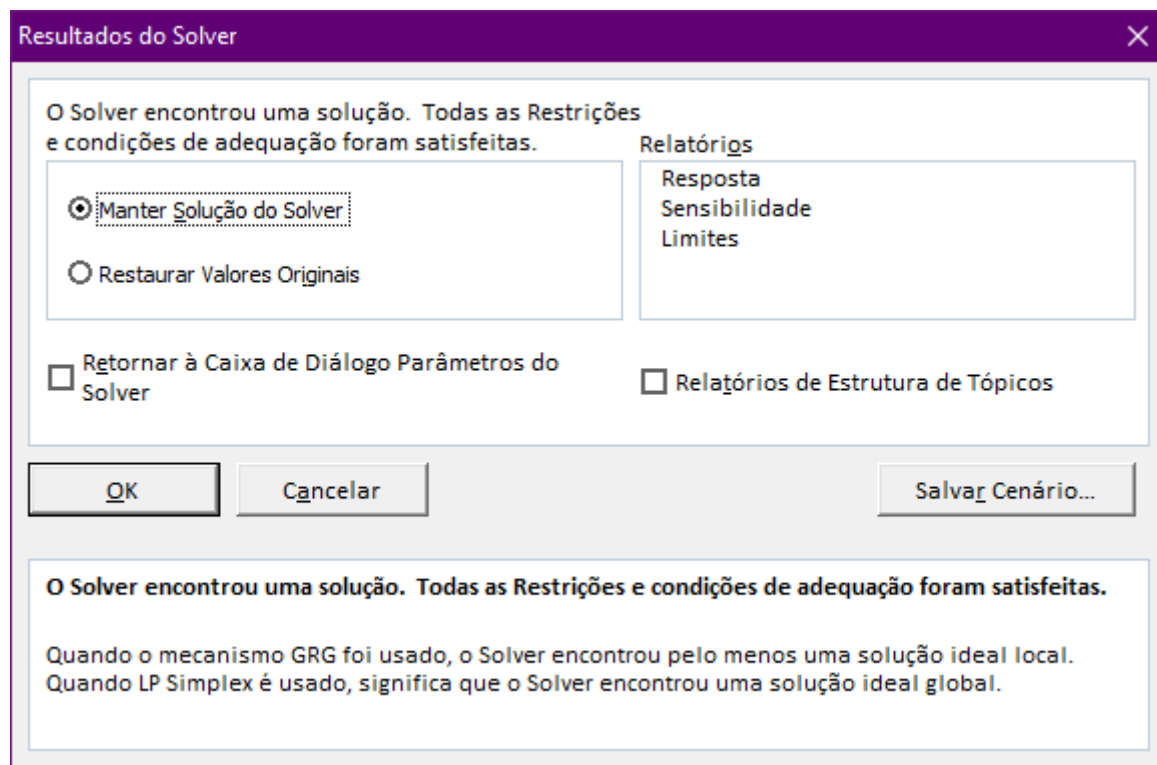 Resultados do Solver
O Solver encontrou uma solução.  Todas as Restrições
e condições de adequação foram satisfeitas.
Manter Solução do Solver
Restaurar Valores Originais
Relatórios
Resposta
Sensibilidade
Limites
Retornar à Caixa de Diálogo Parâmetros do
Solver
Relatórios de Estrutura de Tópicos
OK
Cancelar
Salvar Cenário...
O Solver encontrou uma solução.  Todas as Restrições e condições de adequação foram satisfeitas.
Quando o mecanismo GRG foi usado, o Solver encontrou pelo menos uma solução ideal local.
Quando LP Simplex é usado, significa que o Solver encontrou uma solução ideal global.